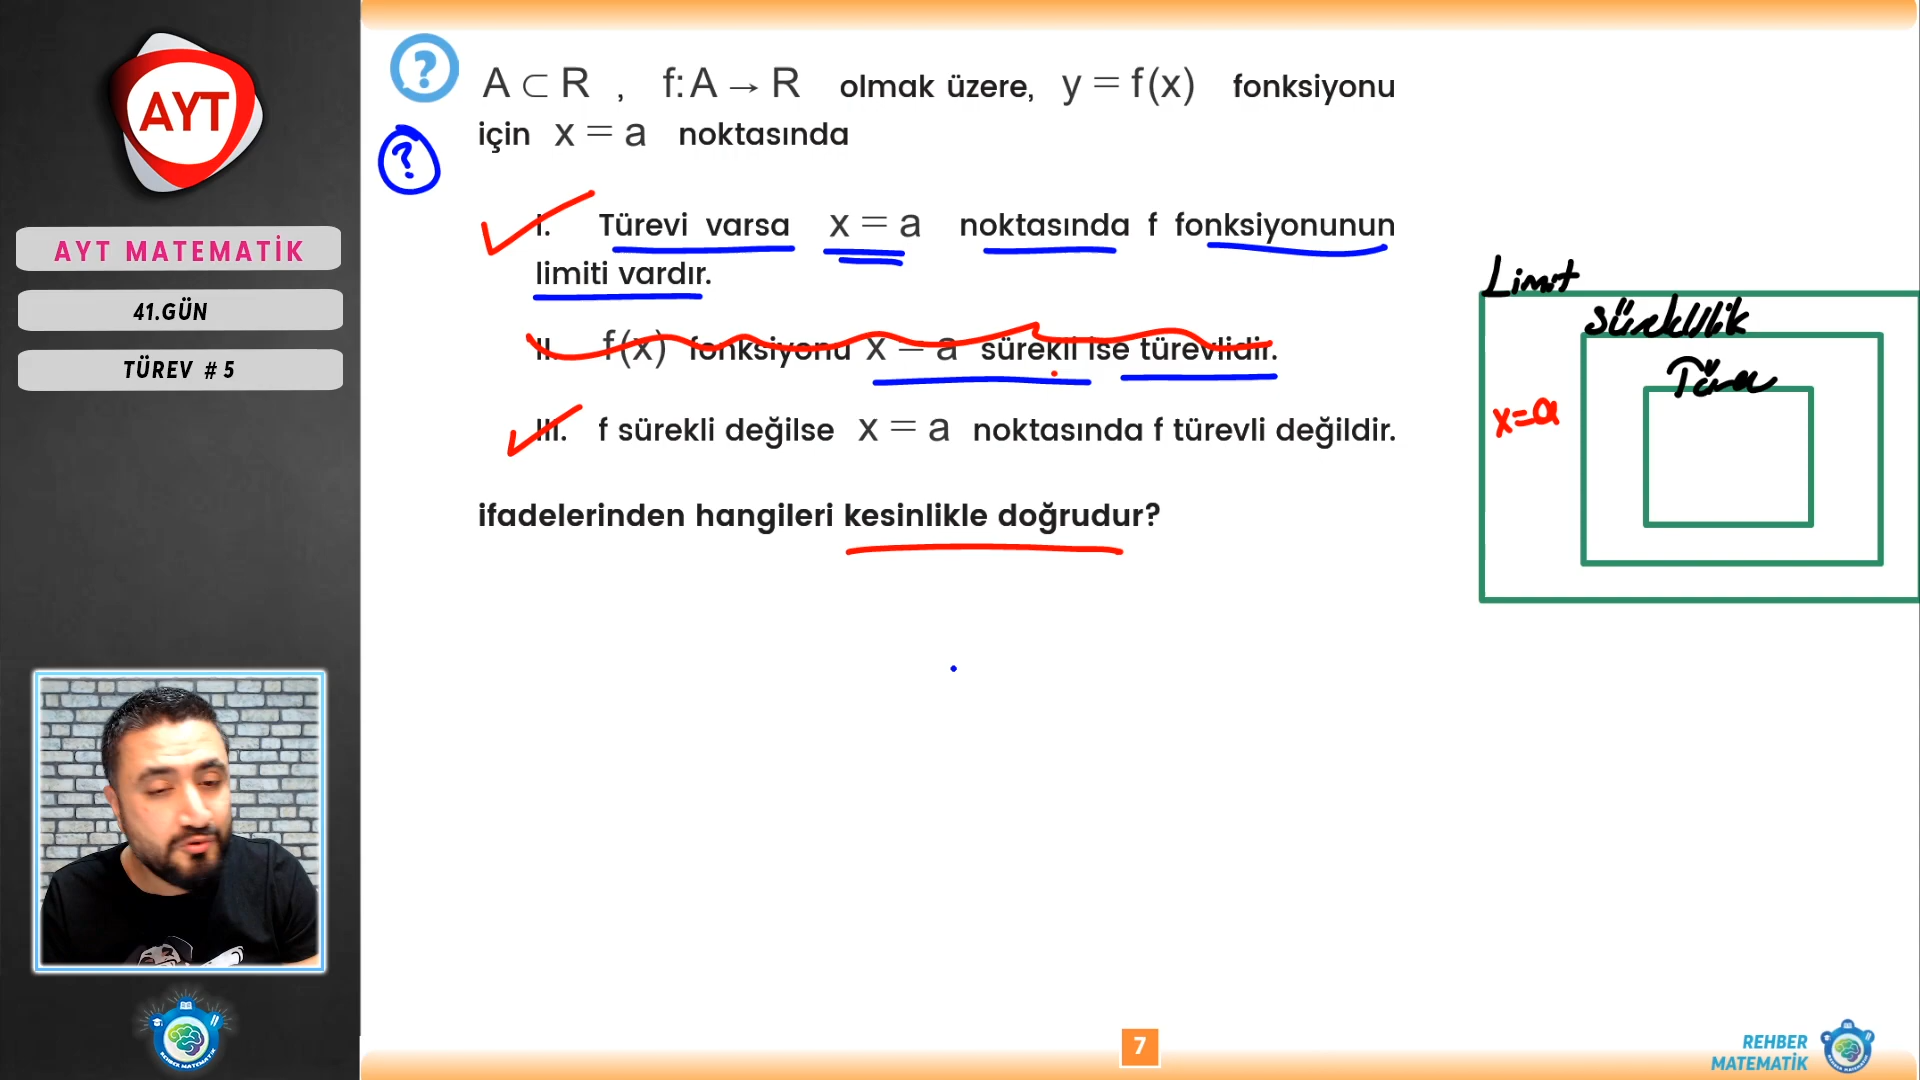 AYT
AYT MATEMATİK
41.GÜN
TÜREV # 5
?
A ⊂ R , f: A → R olmak üzere, y = f(x) fonksiyonu
için x = a noktasında
?
I. Türevi varsa x = a noktasında f fonksiyonunun
limiti vardır.
II. f(x) fonksiyonu x = a sürekli ise türevlidir.
III. f sürekli değilse x = a noktasında f türevli değildir.
ifadelerinden hangileri kesinlikle doğrudur?
Limit
Süreklilik
Türev
x=a
7
REHBER
MATEMATİK
REHBER MATEMATİK